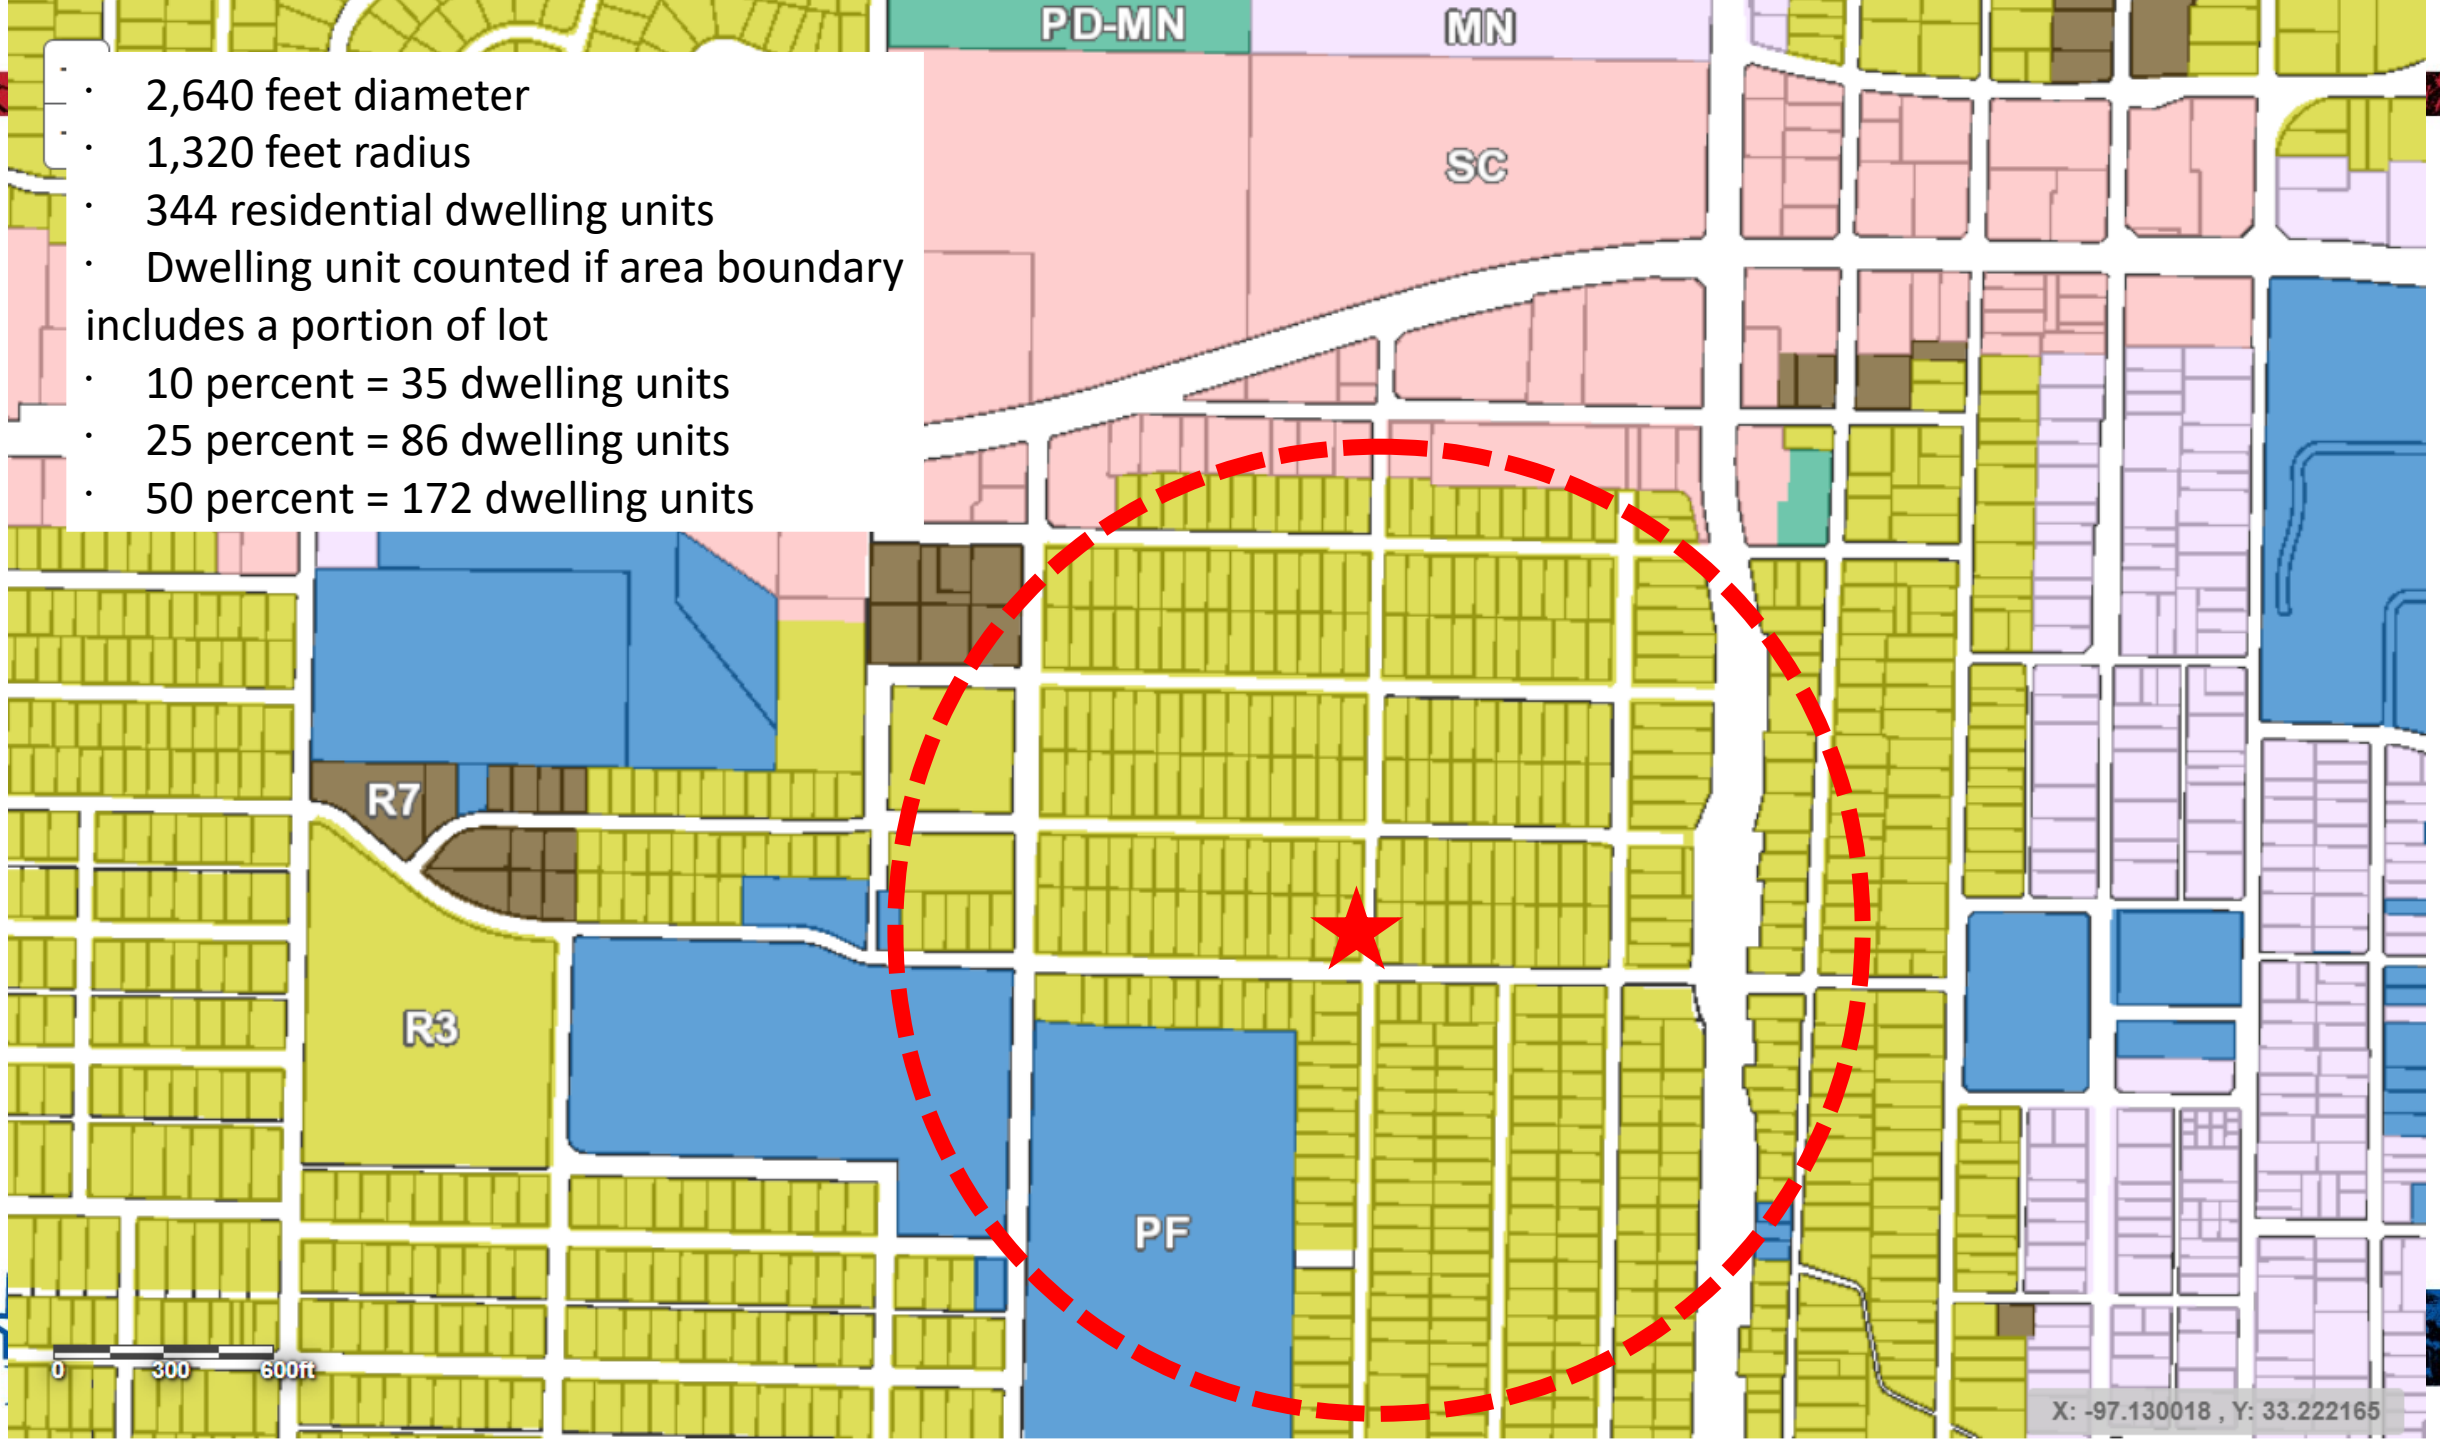 PD-MN
MN
· 2,640 feet diameter
· 1,320 feet radius
· 344 residential dwelling units
· Dwelling unit counted if area boundary
includes a portion of lot
· 10 percent = 35 dwelling units
· 25 percent = 86 dwelling units
· 50 percent = 172 dwelling units
SC
R7
R3
PF
0 300 600ft
X: -97.130018 , Y: 33.222165